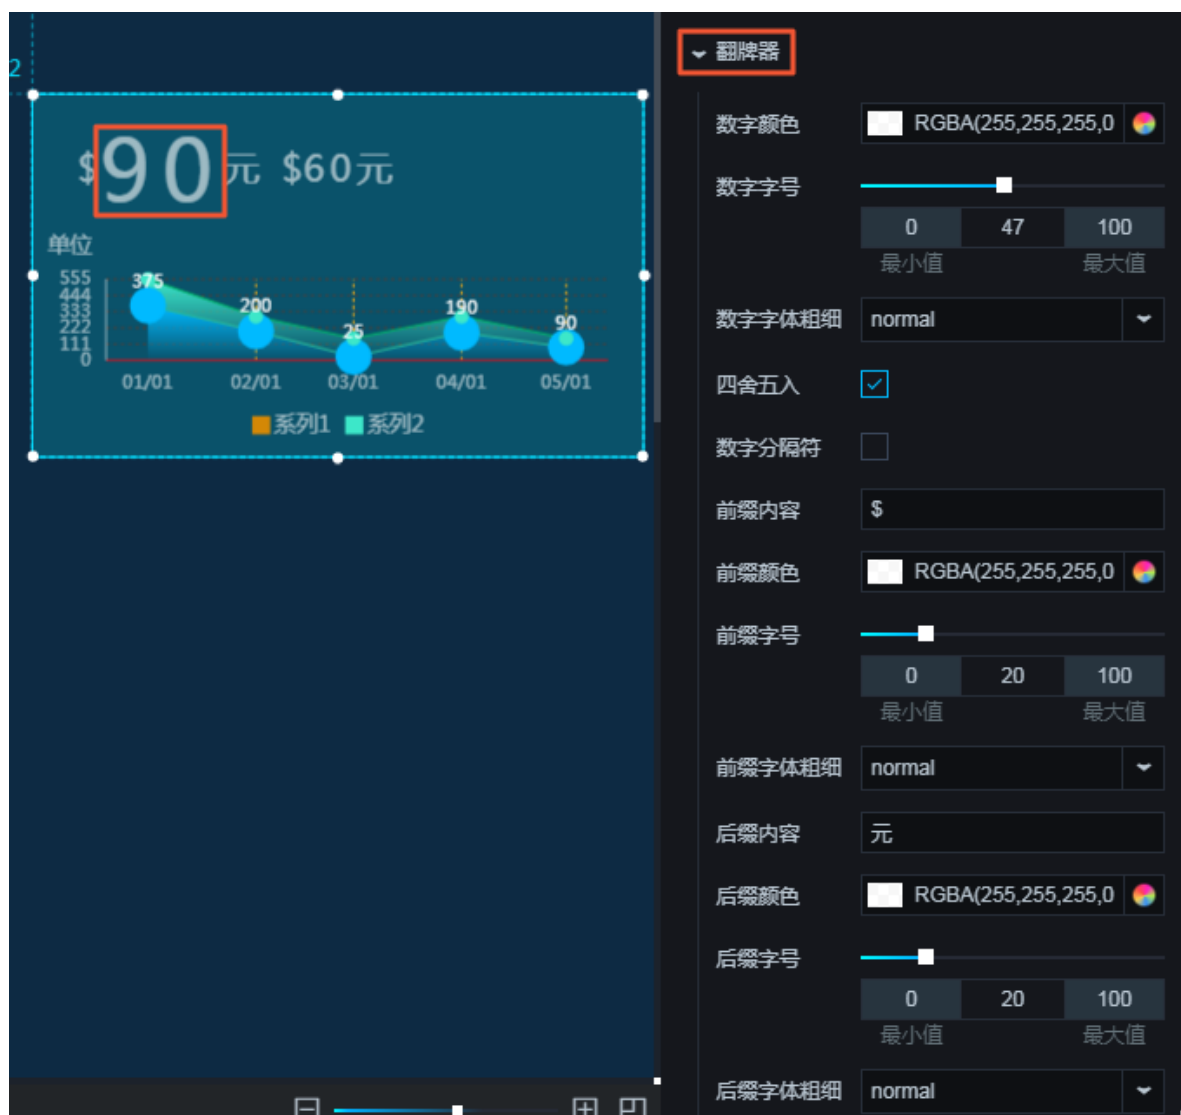 2
$90元 $60元
单位
555
444
333
222
111
0
375
200
25
190
90
01/01 02/01 03/01 04/01 05/01
系列1 系列2
翻牌器
数字颜色 RGBA(255,255,255,0
数字字号
0 47 100
最小值 最大值
数字字体粗细 normal
四舍五入
数字分隔符
前缀内容 $
前缀颜色 RGBA(255,255,255,0
前缀字号
0 20 100
最小值 最大值
前缀字体粗细 normal
后缀内容 元
后缀颜色 RGBA(255,255,255,0
后缀字号
0 20 100
最小值 最大值
后缀字体粗细 normal